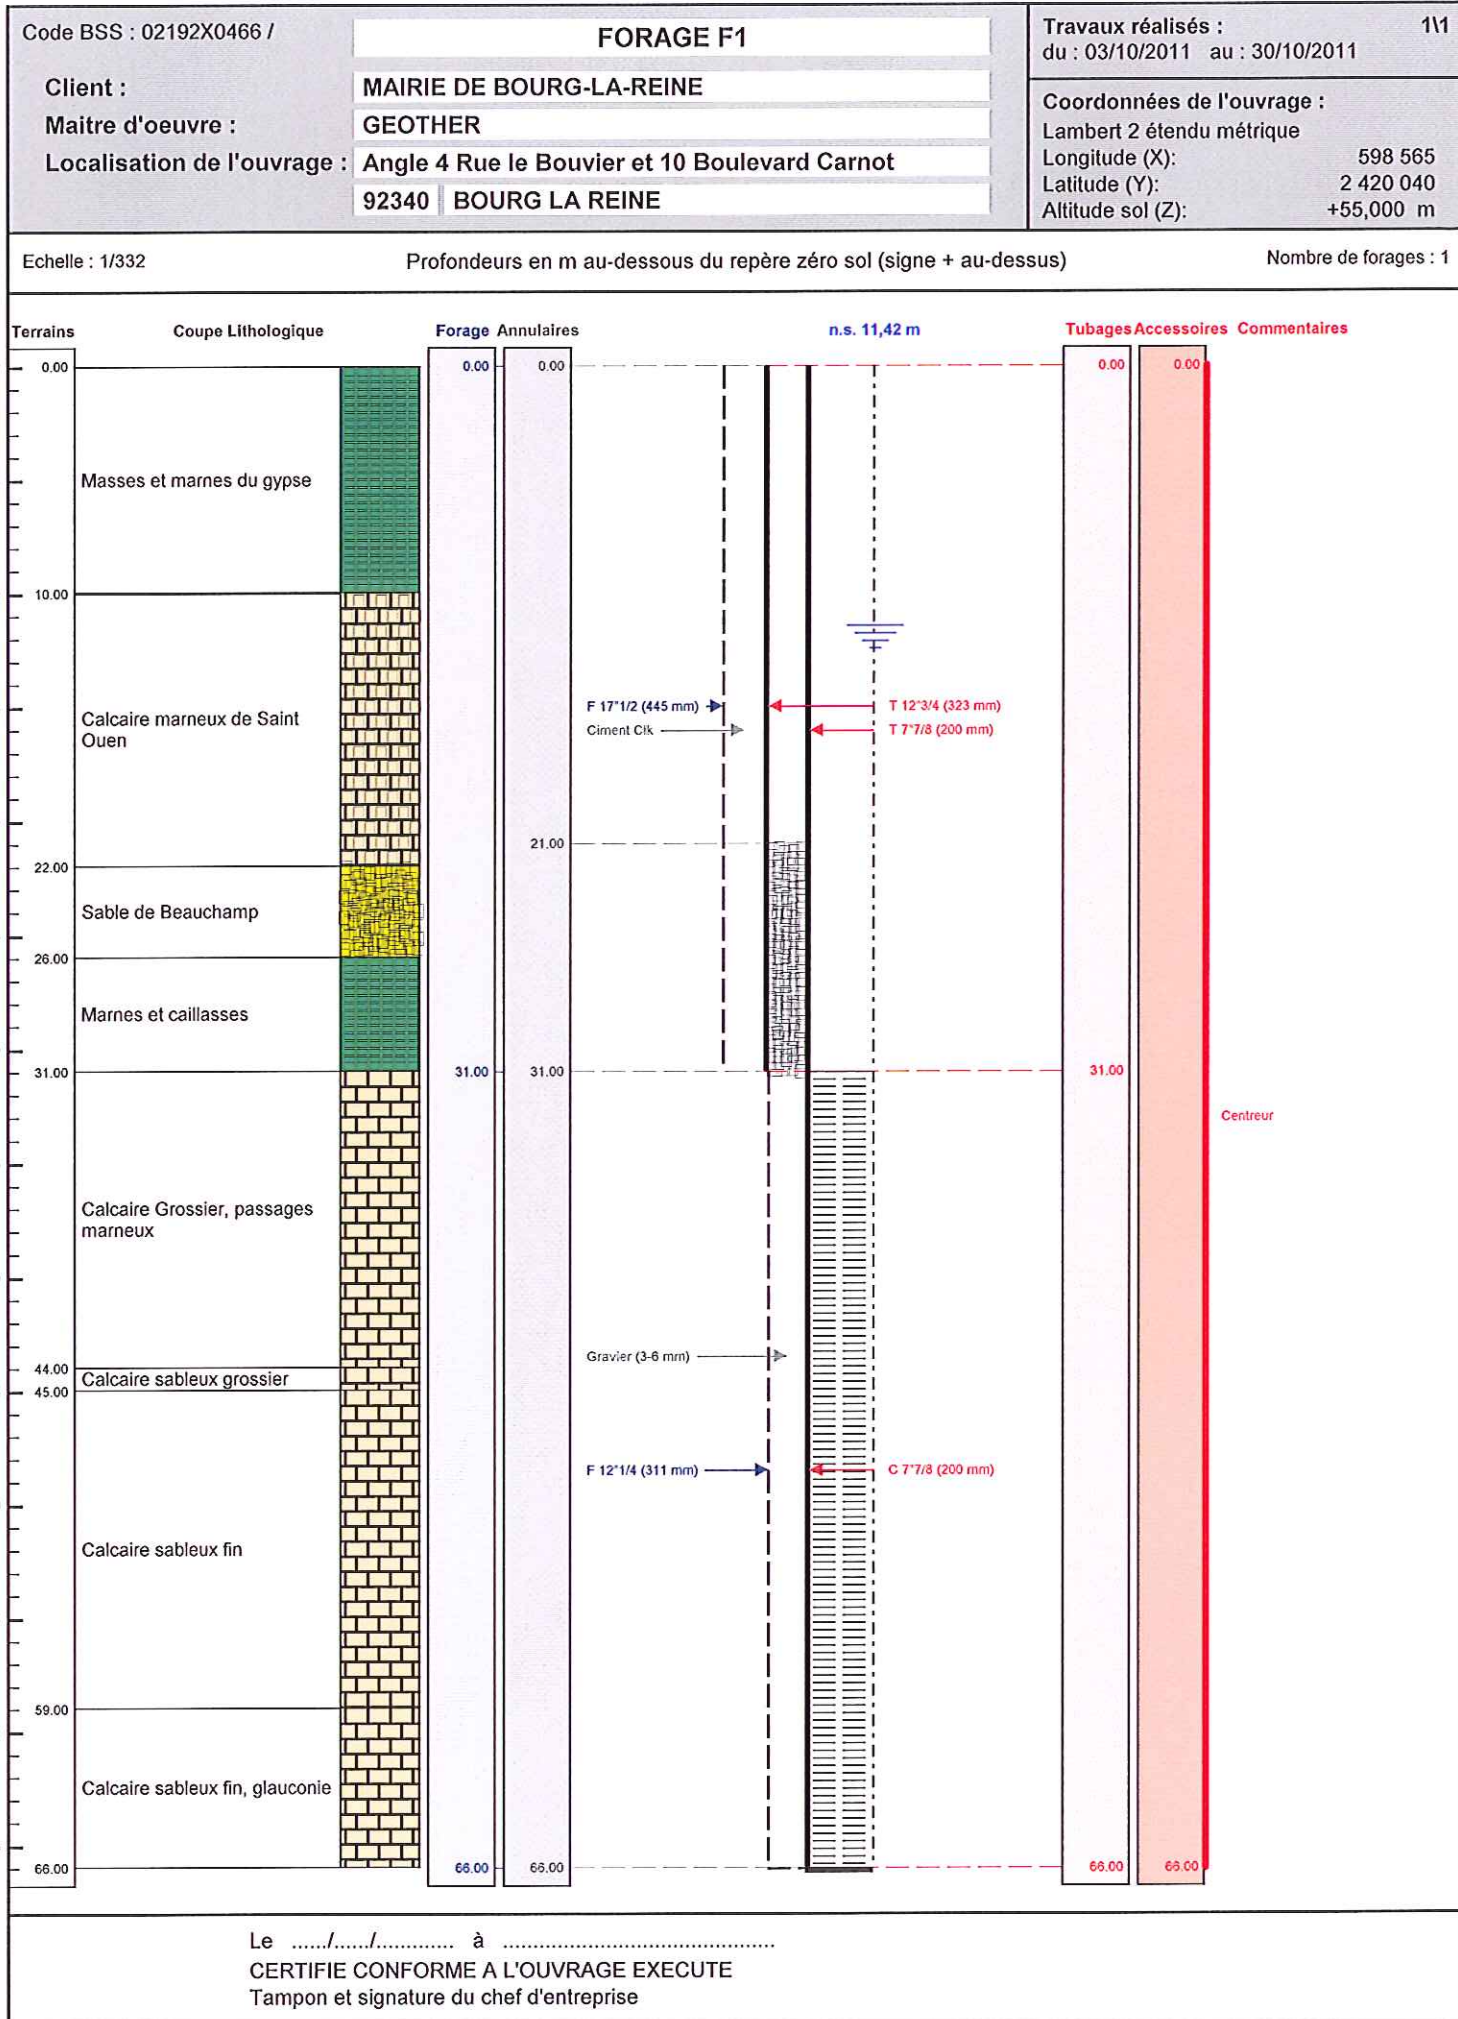 Code BSS : 02192X0466 /
FORAGE F1
Travaux réalisés : 1\1
du : 03/10/2011 au : 30/10/2011
Client : MAIRIE DE BOURG-LA-REINE
Maitre d'oeuvre : GEOTHER
Localisation de l'ouvrage : Angle 4 Rue le Bouvier et 10 Boulevard Carnot
92340 BOURG LA REINE
Coordonnées de l'ouvrage :
Lambert 2 étendu métrique
Longitude (X): 598 565
Latitude (Y): 2 420 040
Altitude sol (Z): +55,000 m
Echelle : 1/332
Profondeurs en m au-dessous du repère zéro sol (signe + au-dessus)
Nombre de forages : 1
Terrains Coupe Lithologique Forage Annulaires n.s. 11,42 m Tubages Accessoires Commentaires
0.00 0.00 0.00 0.00 0.00
Masses et marnes du gypse
10.00
F 17"1/2 (445 mm) T 12"3/4 (323 mm)
Calcaire marneux de Saint
Ouen
Ciment Clk T 7"7/8 (200 mm)
21.00
22.00
Sable de Beauchamp
26.00
Marnes et caillasses
31.00 31.00 31.00 31.00
Centreur
Calcaire Grossier, passages
marneux
Gravier (3-6 mm)
44.00
Calcaire sableux grossier
45.00
F 12"1/4 (311 mm) C 7"7/8 (200 mm)
Calcaire sableux fin
59.00
Calcaire sableux fin, glauconie
66.00 66.00 66.00 66.00 66.00
Le ....../....../............. à ............................................
CERTIFIE CONFORME A L'OUVRAGE EXECUTE
Tampon et signature du chef d'entreprise